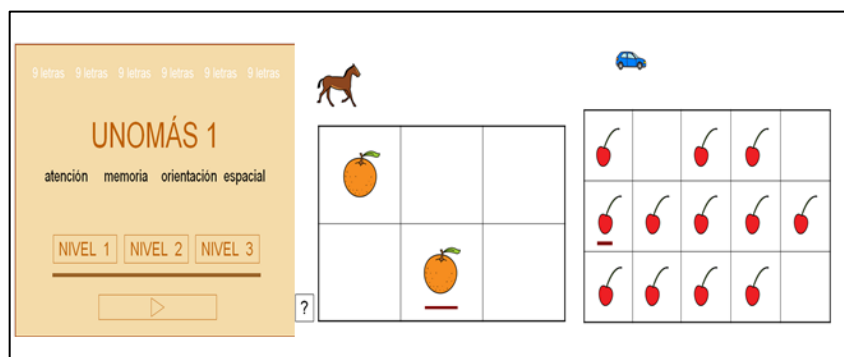 9 letras 9 letras 9 letras 9 letras 9 letras 9 letras
UNOMÁS 1
atención memoria orientación espacial
NIVEL 1 NIVEL 2 NIVEL 3
?